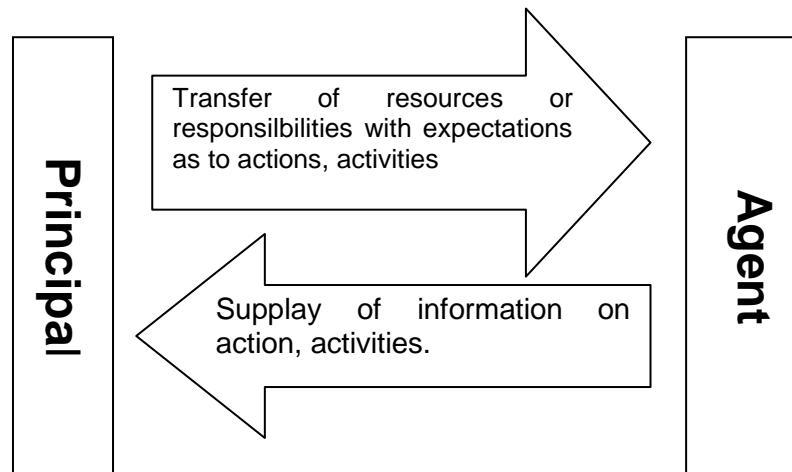 Principal
Transfer of resources or
responsilbilities with expectations
as to actions, activities
Supplay of information on
action, activities.
Agent